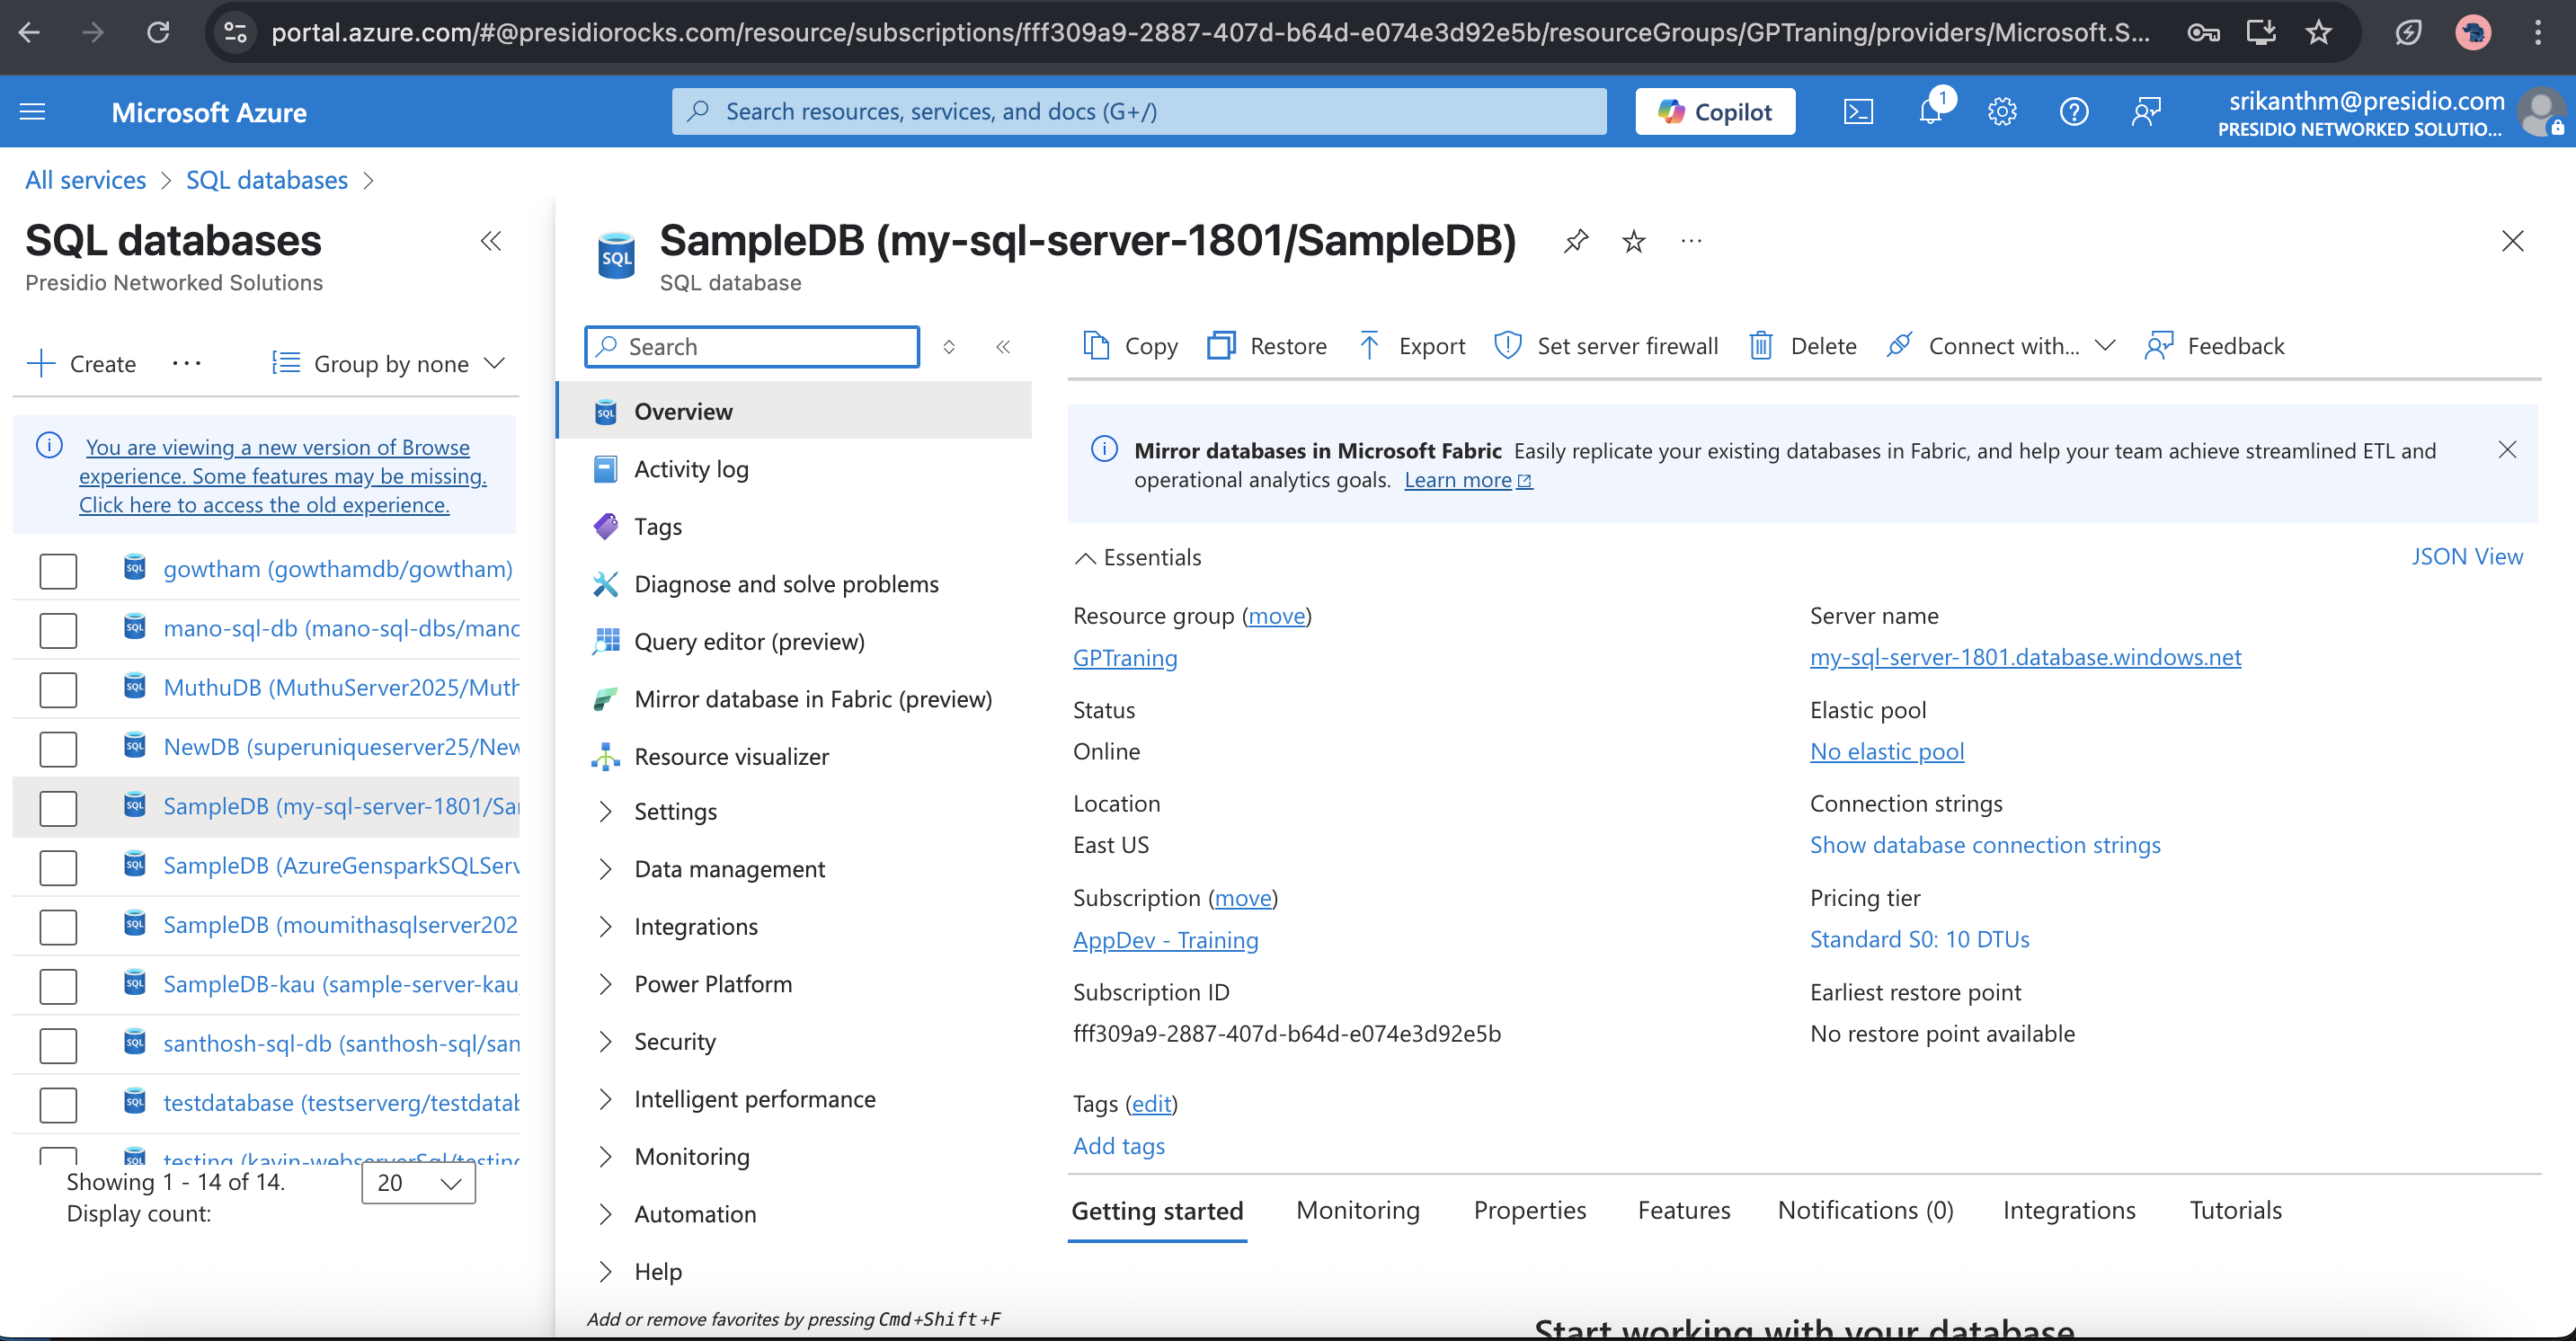 portal.azure.com/#@presidiorocks.com/resource/subscriptions/fff309a9-2887-407d-b64d-e074e3d92e5b/resourceGroups/GPTraning/providers/Microsoft.S...
Microsoft Azure
Search resources, services, and docs (G+/)
Copilot
1
srikanthm@presidio.com
PRESIDIO NETWORKED SOLUTIO...
All services > SQL databases >
SQL databases
Presidio Networked Solutions
Create
...
Group by none
You are viewing a new version of Browse
experience. Some features may be missing.
Click here to access the old experience.
gowtham (gowthamdb/gowtham)
mano-sql-db (mano-sql-dbs/mano
MuthuDB (MuthuServer2025/Muth
NewDB (superuniqueserver25/New
SampleDB (my-sql-server-1801/Sa
SampleDB (AzureGensparkSQLServ
SampleDB (moumithasqlserver202
SampleDB-kau (sample-server-kau
santhosh-sql-db (santhosh-sql/san
testdatabase (testserverg/testdatab
testing (kavin-webserverSql/testing
Showing 1 - 14 of 14.
Display count:
20
SQL
SampleDB (my-sql-server-1801/SampleDB)
...
SQL database
Search
Overview
Activity log
Tags
Diagnose and solve problems
Query editor (preview)
Mirror database in Fabric (preview)
Resource visualizer
Settings
Data management
Integrations
Power Platform
Security
Intelligent performance
Monitoring
Automation
Help
Add or remove favorites by pressing Cmd+Shift+F
Copy
Restore
Export
Set server firewall
Delete
Connect with...
Feedback
Mirror databases in Microsoft Fabric Easily replicate your existing databases in Fabric, and help your team achieve streamlined ETL and
operational analytics goals. Learn more
Essentials
JSON View
Resource group (move)
GPTraning
Status
Online
Location
East US
Subscription (move)
AppDev - Training
Subscription ID
fff309a9-2887-407d-b64d-e074e3d92e5b
Tags (edit)
Add tags
Server name
my-sql-server-1801.database.windows.net
Elastic pool
No elastic pool
Connection strings
Show database connection strings
Pricing tier
Standard S0: 10 DTUs
Earliest restore point
No restore point available
Getting started
Monitoring
Properties
Features
Notifications (0)
Integrations
Tutorials
Start working with your database